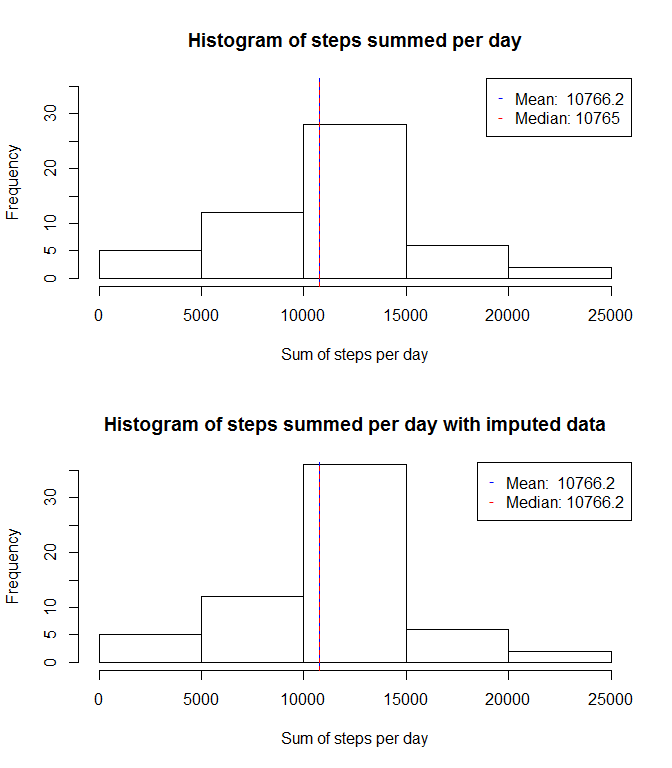 Histogram of steps summed per day
Mean: 10766.2
Median: 10765
Frequency
0 5 10 20 30
0 5000 10000 15000 20000 25000
Sum of steps per day
Histogram of steps summed per day with imputed data
Mean: 10766.2
Median: 10766.2
Frequency
0 5 10 20 30
0 5000 10000 15000 20000 25000
Sum of steps per day